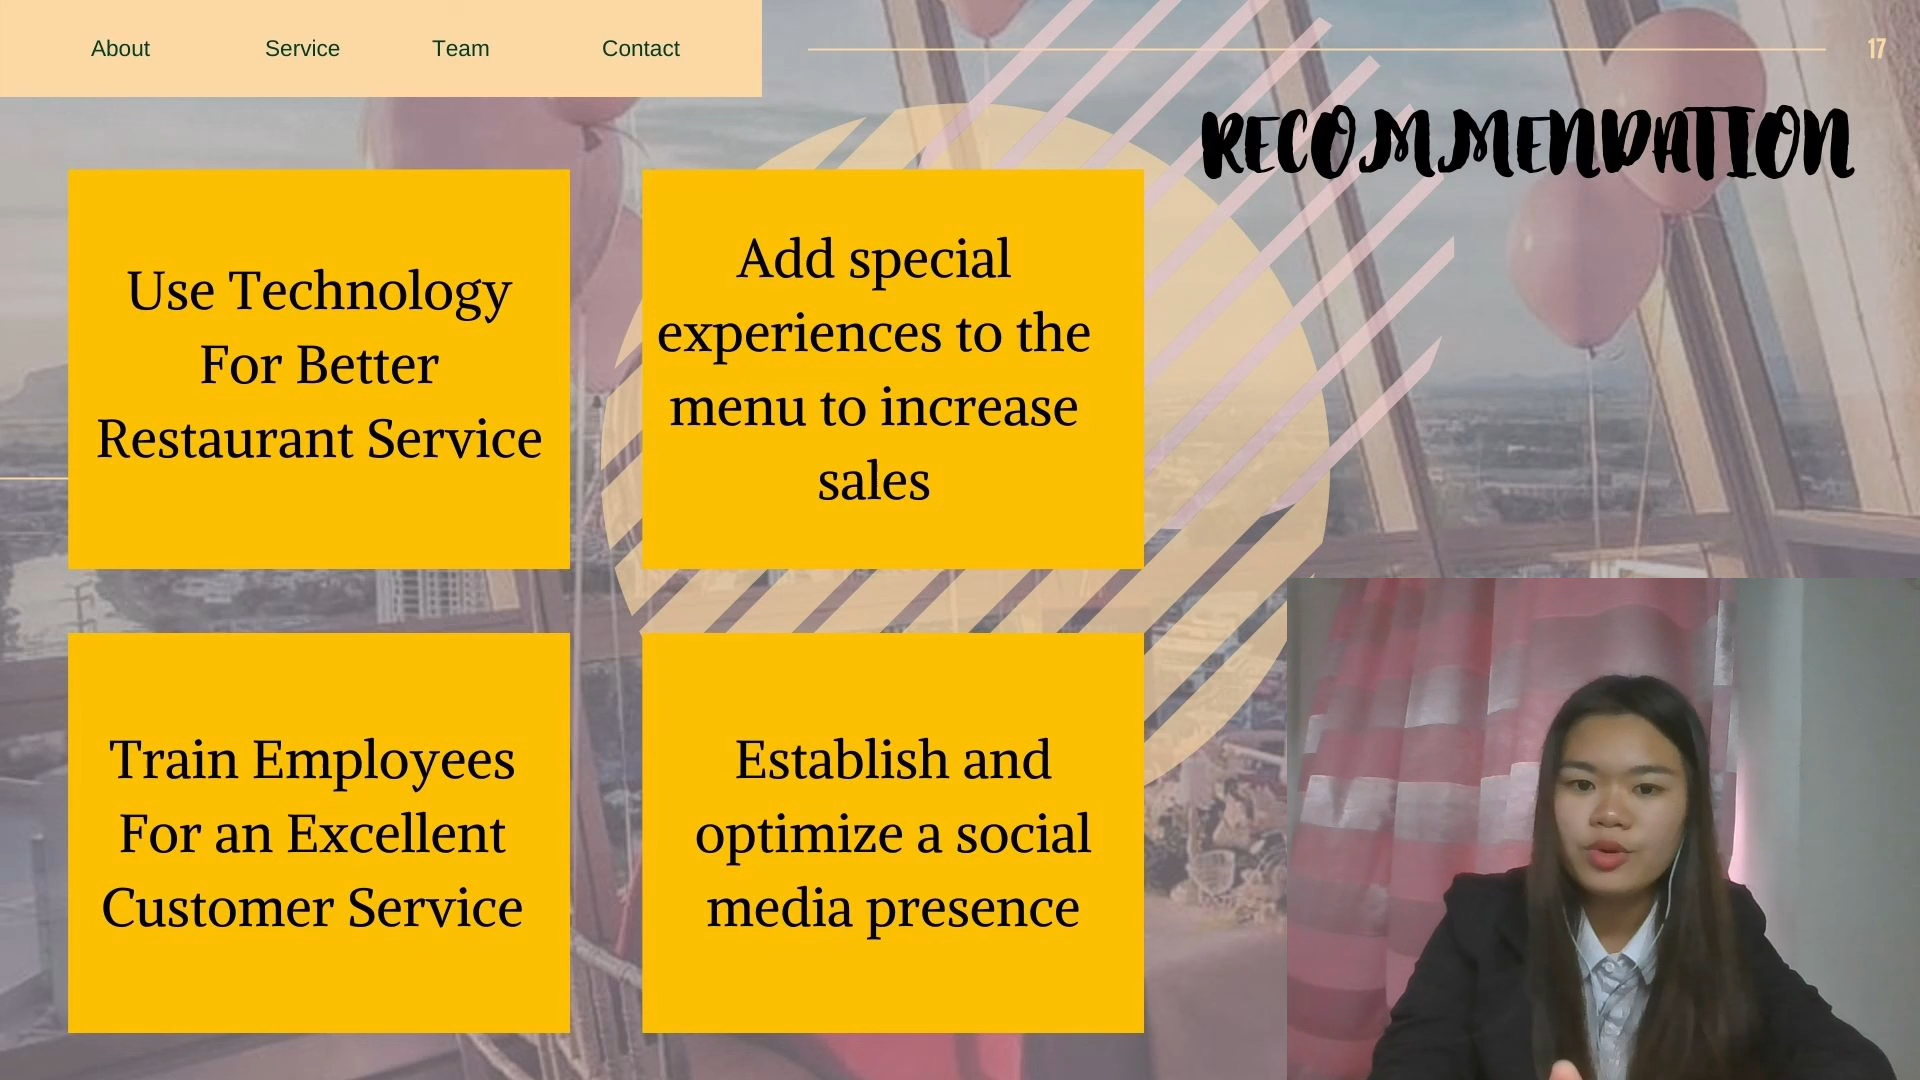 About Service Team Contact
17
RECOMMENDATION
Use Technology
For Better
Restaurant Service
Add special
experiences to the
menu to increase
sales
Train Employees
For an Excellent
Customer Service
Establish and
optimize a social
media presence